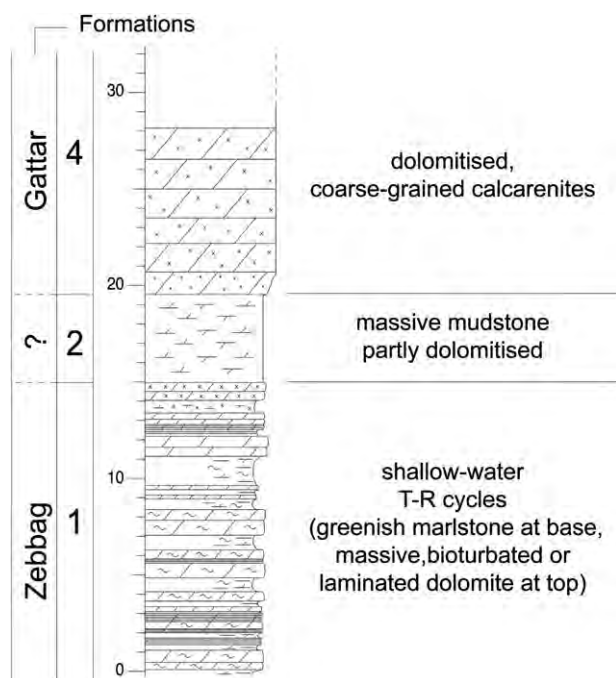 Formations
30
Gattar
4
dolomitised,
coarse-grained calcarenites
20
?
2
massive mudstone
partly dolomitised
10
Zebbag
1
shallow-water
T-R cycles
(greenish marlstone at base,
massive,bioturbated or
laminated dolomite at top)
0